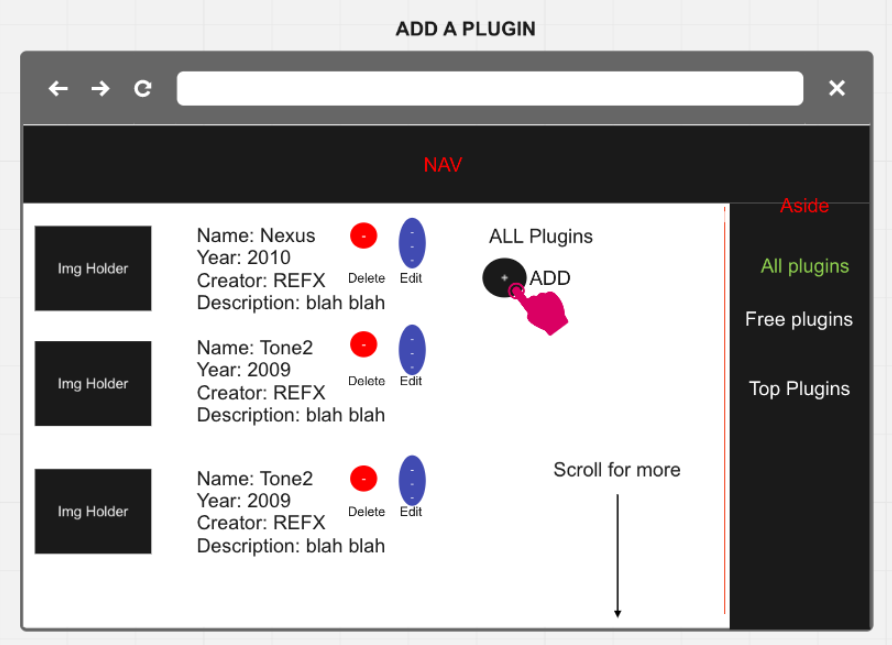 ADD A PLUGIN
NAV
Aside
All plugins
Free plugins
Top Plugins
Img Holder
Name: Nexus
Year: 2010
Creator: REFX
Description: blah blah
-
Delete
- - -
Edit
ALL Plugins
+
ADD
Img Holder
Name: Tone2
Year: 2009
Creator: REFX
Description: blah blah
-
Delete
- - -
Edit
Img Holder
Name: Tone2
Year: 2009
Creator: REFX
Description: blah blah
-
Delete
- - -
Edit
Scroll for more